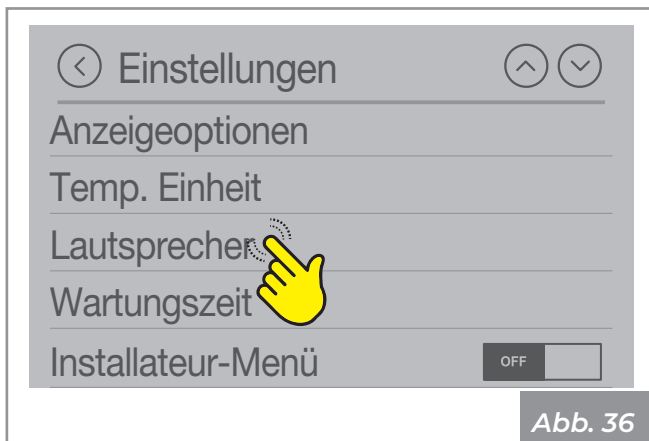 Einstellungen
Anzeigeoptionen
Temp. Einheit
Lautsprecher
Wartungszeit
Installateur-Menü OFF
Abb. 36